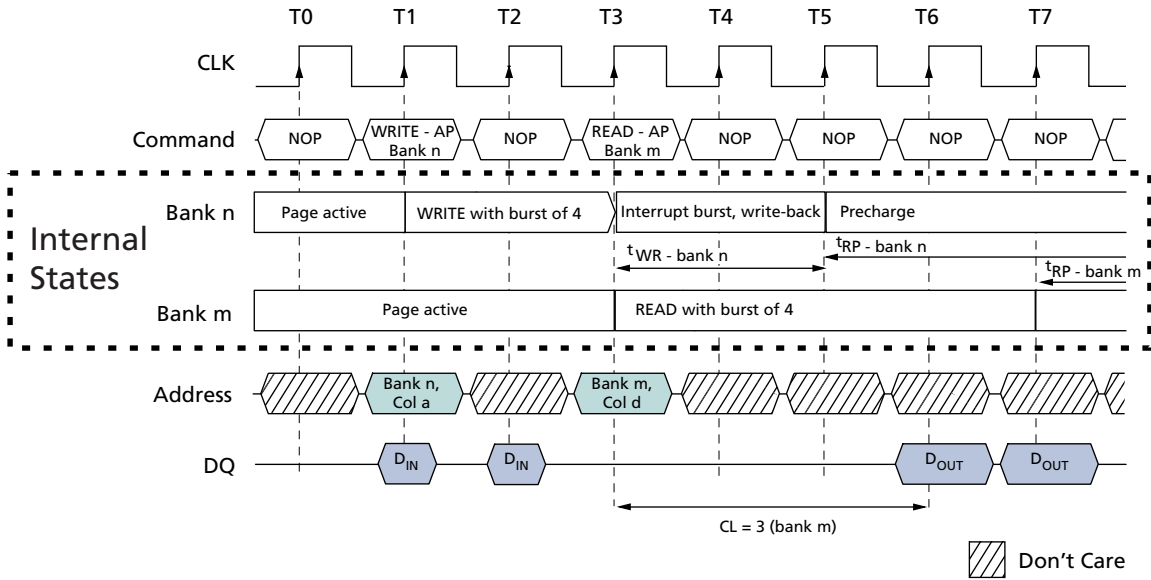 T0 T1 T2 T3 T4 T5 T6 T7
CLK
Command NOP WRITE - AP Bank n NOP READ - AP Bank m NOP NOP NOP NOP
Internal States
Bank n Page active WRITE with burst of 4 Interrupt burst, write-back Precharge
tWR - bank n tRP - bank n
tRP - bank m
Bank m Page active READ with burst of 4
Address Bank n, Col a Bank m, Col d
DQ DIN DIN DOUT DOUT
CL = 3 (bank m)
Don't Care